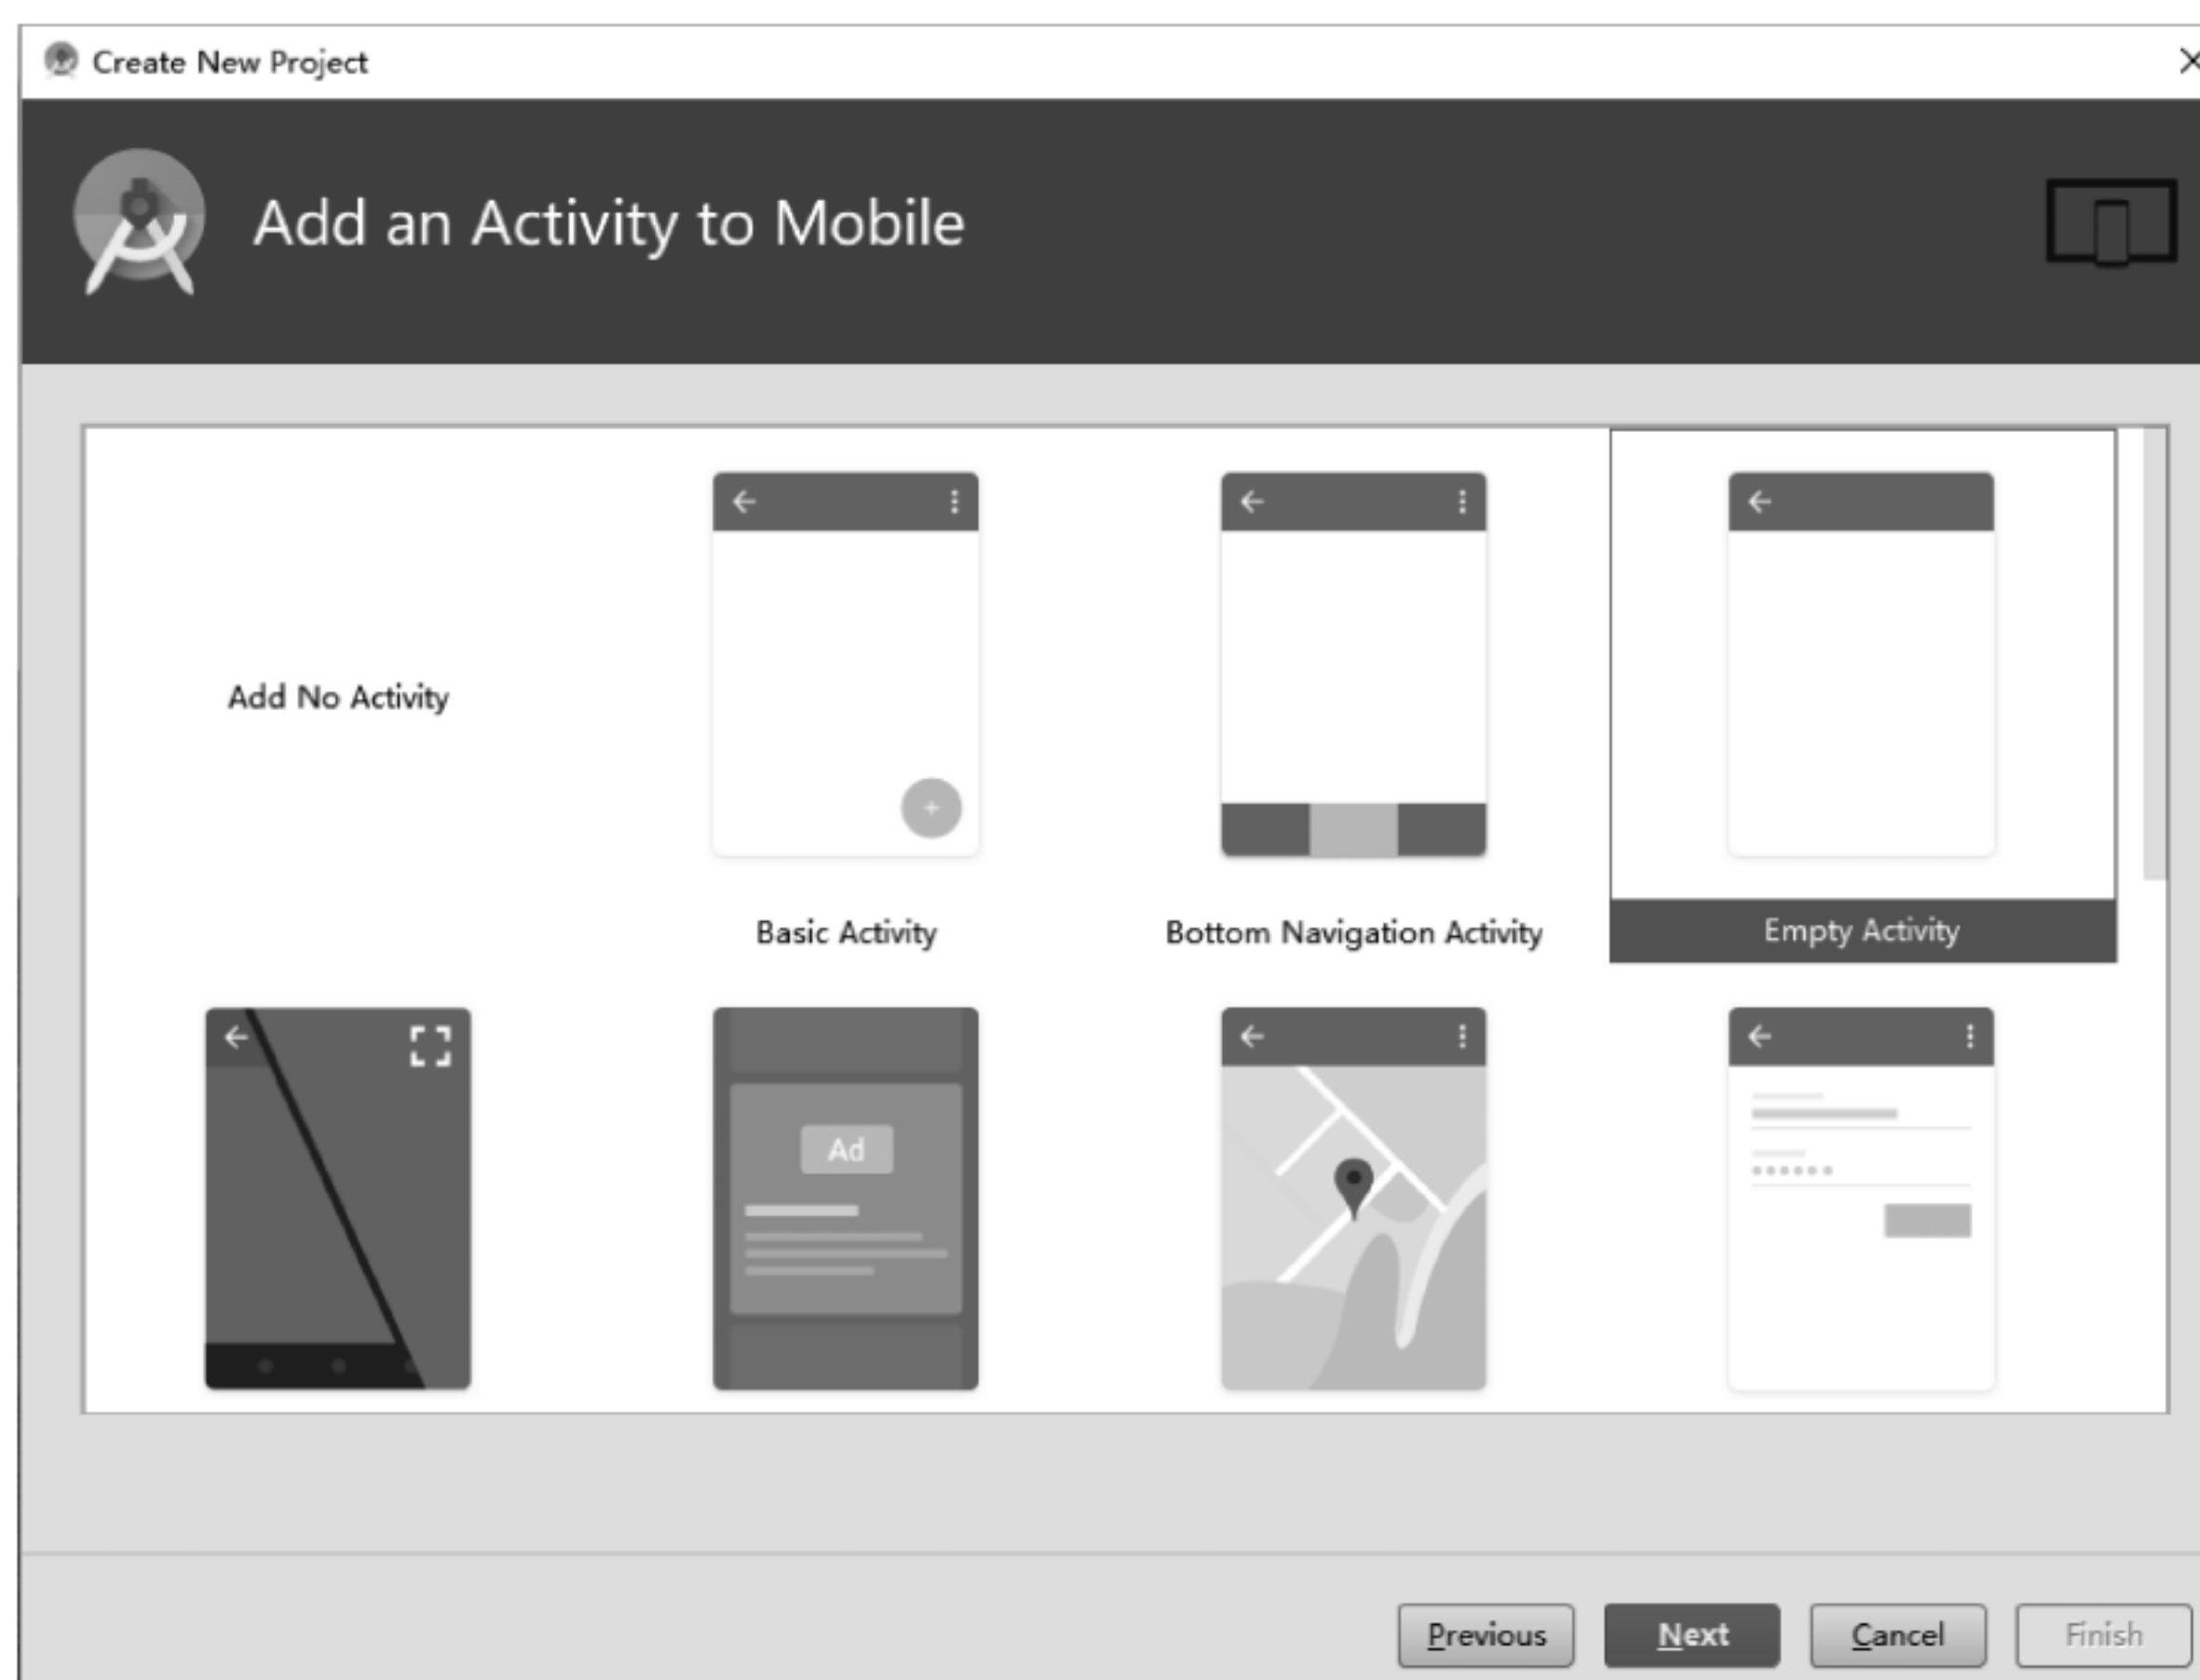 Create New Project
Add an Activity to Mobile
Add No Activity
Basic Activity
Bottom Navigation Activity
Empty Activity
Ad
Previous
Next
Cancel
Finish